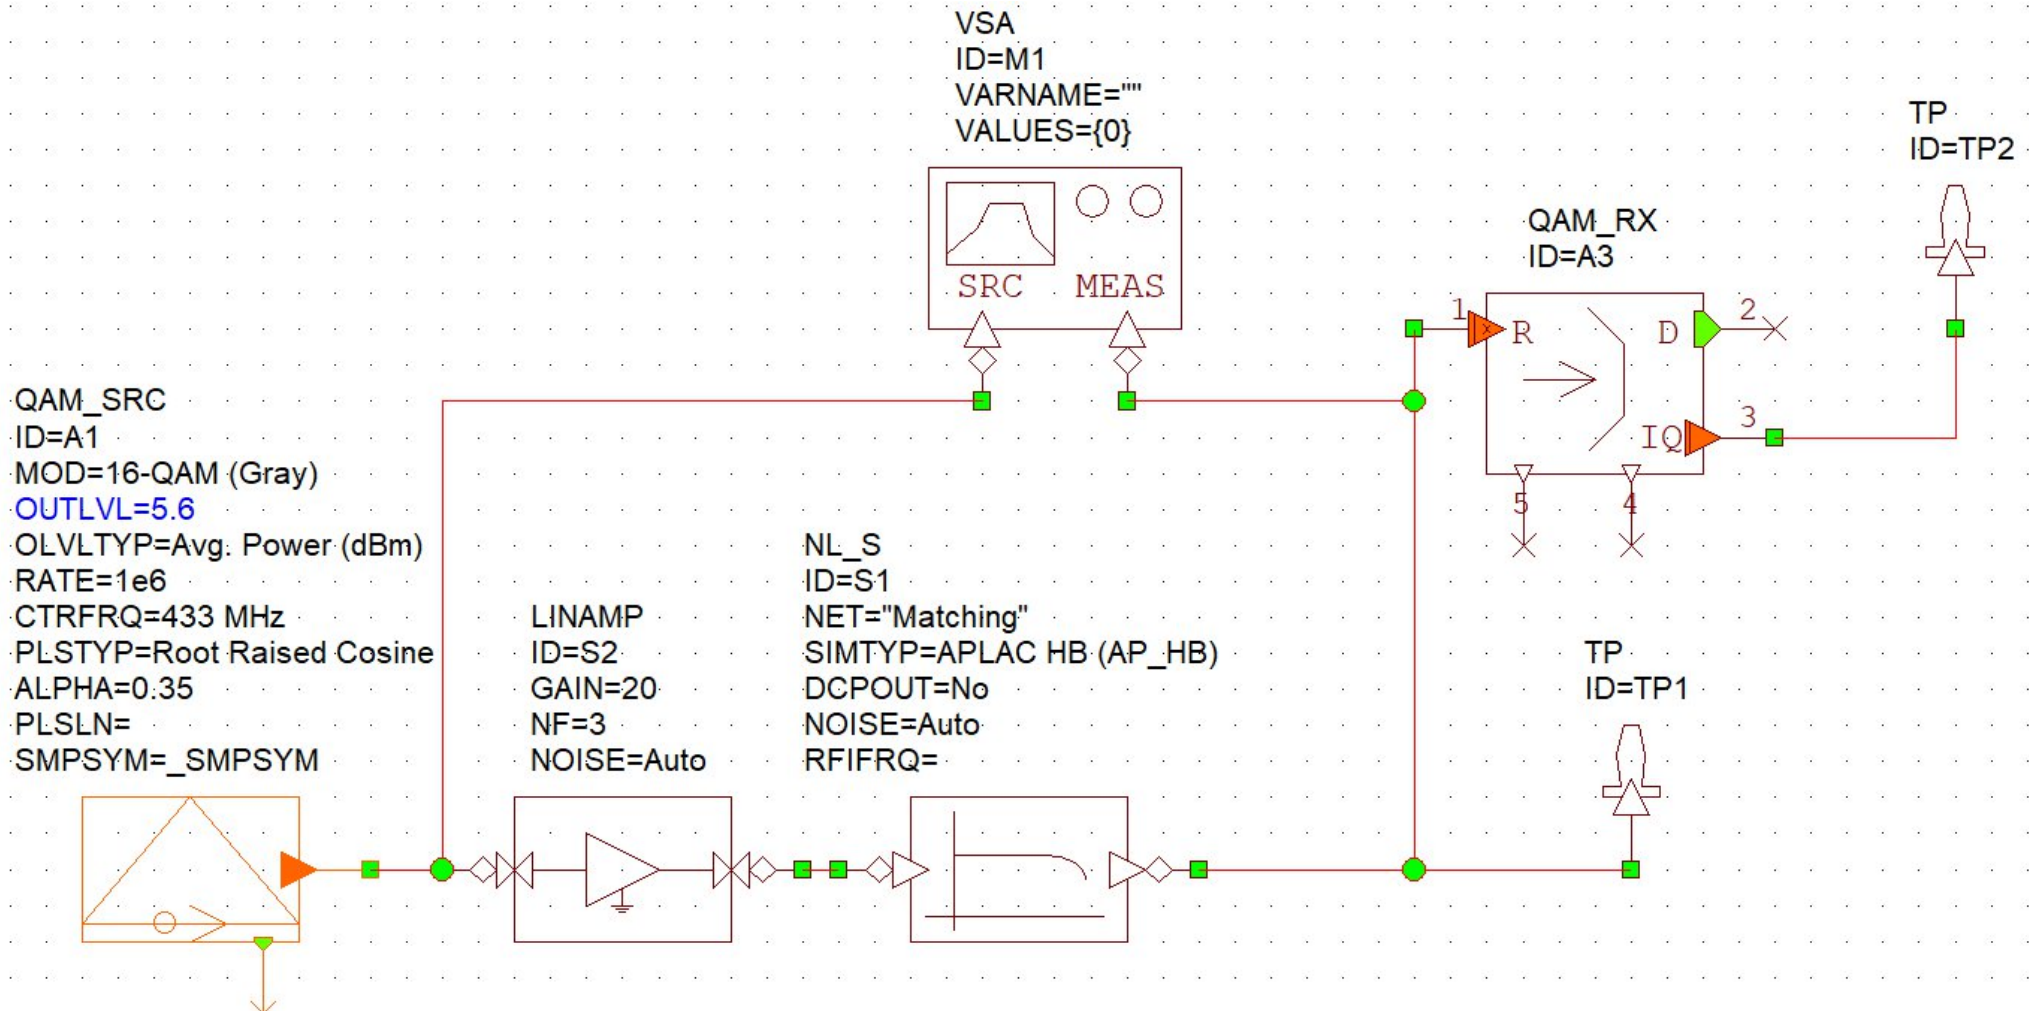 VSA
ID=M1
VARNAME=""
VALUES={0}
SRC MEAS
TP
ID=TP2
QAM_RX
ID=A3
1
R
D
2
IQ
3
5
4
QAM_SRC
ID=A1
MOD=16-QAM (Gray)
OUTLVL=5.6
OLVLTYP=Avg. Power (dBm)
RATE=1e6
CTRFRQ=433 MHz
PLSTYP=Root Raised Cosine
ALPHA=0.35
PLSLN=
SMPSYM=_SMPSYM
LINAMP
ID=S2
GAIN=20
NF=3
NOISE=Auto
NL_S
ID=S1
NET="Matching"
SIMTYP=APLAC HB (AP_HB)
DCPOUT=No
NOISE=Auto
RFIFRQ=
TP
ID=TP1